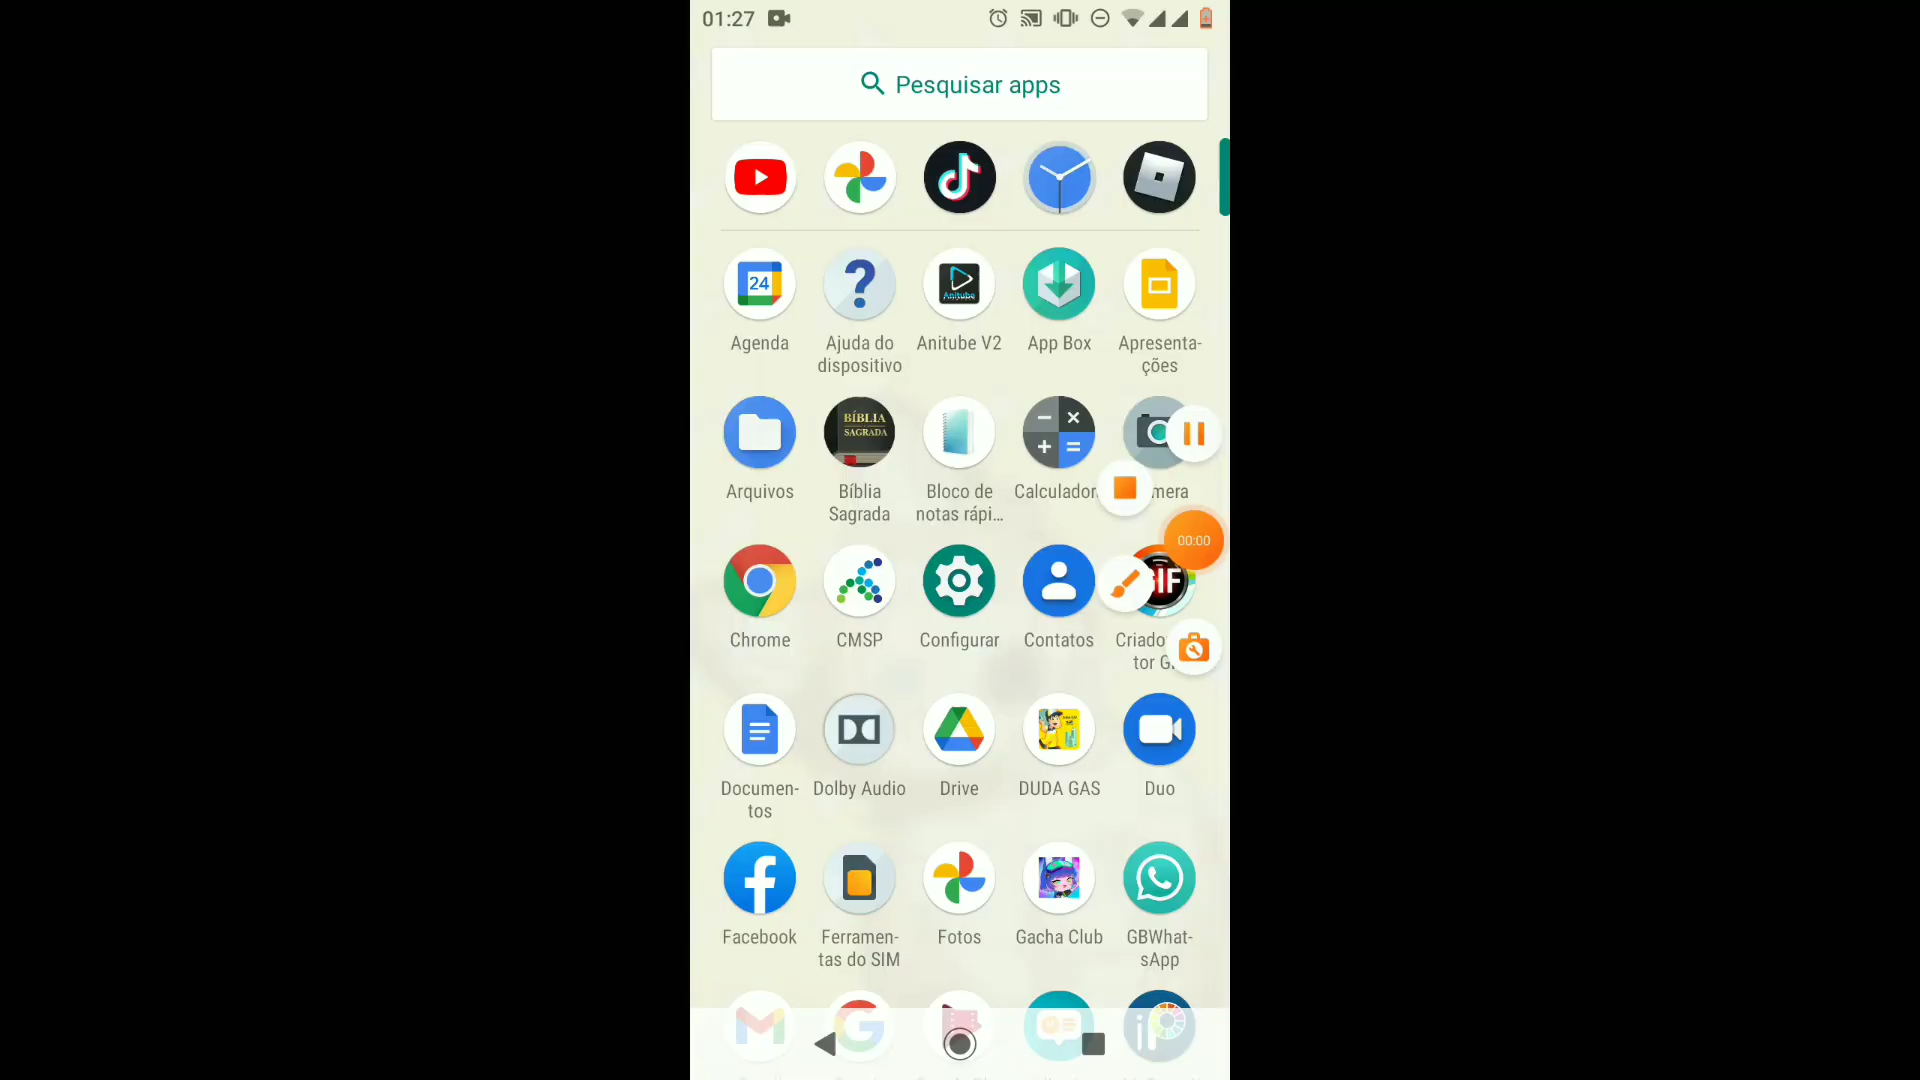 01:27
Pesquisar apps
24
Anitube
Agenda
Ajuda do
dispositivo
Anitube V2
App Box
Apresenta-
ções
BÍBLIA
SAGRADA
Arquivos
Bíblia
Sagrada
Bloco de
notas rápi...
Calculador
mera
00:00
GIF
Chrome
CMSP
Configurar
Contatos
Criado
tor G
Documen-
tos
Dolby Audio
Drive
DUDA GAS
Duo
Facebook
Ferramen-
tas do SIM
Fotos
Gacha Club
GBWhat-
sApp